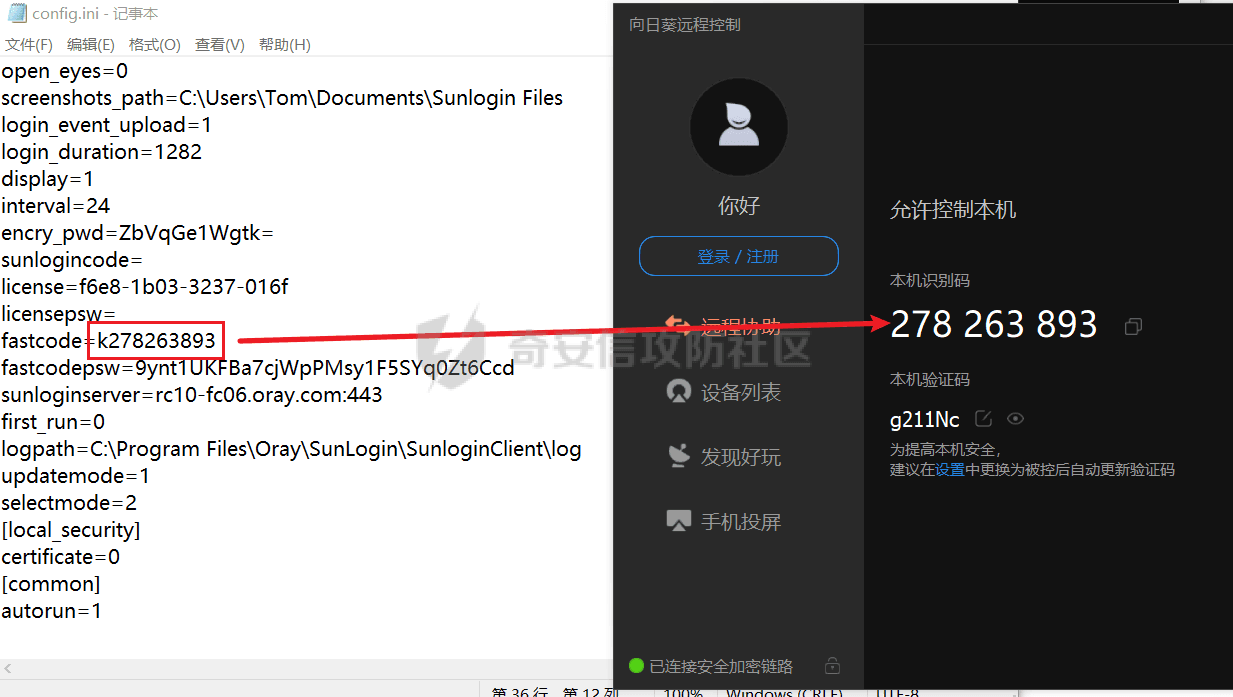 config.ini - 记事本
文件(F) 编辑(E) 格式(O) 查看(V) 帮助(H)
open_eyes=0
screenshots_path=C:\Users\Tom\Documents\Sunlogin Files
login_event_upload=1
login_duration=1282
display=1
interval=24
encry_pwd=ZbVqGe1Wgtk=
sunlogincode=
license=f6e8-1b03-3237-016f
licensepsw=
fastcode=k278263893
fastcodepsw=9ynt1UKFBa7cjWpPMsy1F5SYq0Zt6Ccd
sunloginserver=rc10-fc06.oray.com:443
first_run=0
logpath=C:\Program Files\Oray\SunLogin\SunloginClient\log
updatemode=1
selectmode=2
[local_security]
certificate=0
[common]
autorun=1
第 36 行，第 12 列
100%
Windows (CRLF)
UTF-8
向日葵远程控制
你好
登录 / 注册
远程协助
设备列表
发现好玩
手机投屏
已连接安全加密链路
允许控制本机
本机识别码
278 263 893
本机验证码
g211Nc
为提高本机安全,
建议在设置中更换为被控后自动更新验证码
奇安信攻防社区